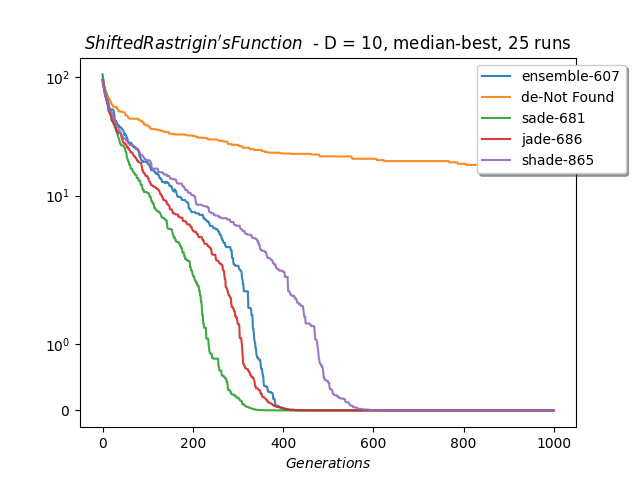 ShiftedRastrigin'sFunction - D = 10, median-best, 25 runs
ensemble-607
de-Not Found
sade-681
jade-686
shade-865
10²
10¹
10⁰
0
0 200 400 600 800 1000
Generations